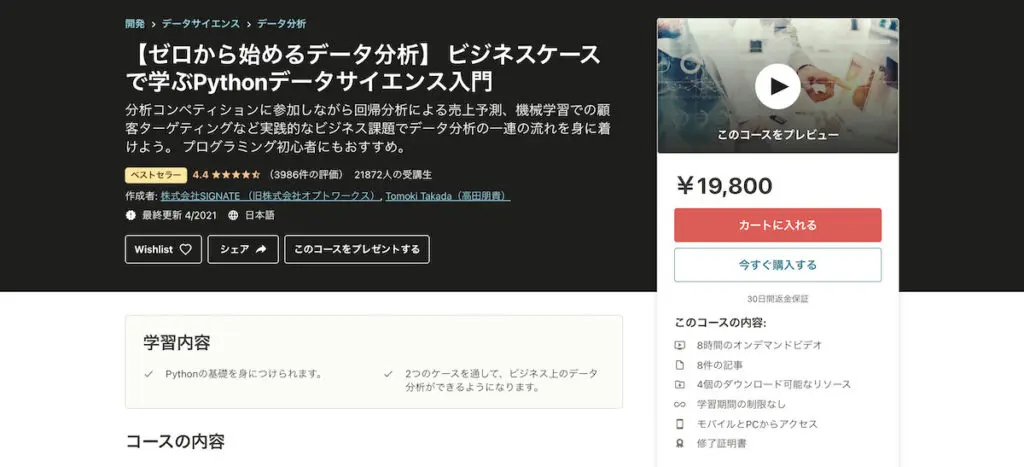 開発 > データサイエンス > データ分析
【ゼロから始めるデータ分析】 ビジネスケース
で学ぶPythonデータサイエンス入門
分析コンペティションに参加しながら回帰分析による売上予測、機械学習での顧
客ターゲティングなど実践的なビジネス課題でデータ分析の一連の流れを身に着
けよう。 プログラミング初心者にもおすすめ。
ベストセラー 4.4 (3986件の評価) 21872人の受講生
作成者: 株式会社SIGNATE (旧株式会社オプトワークス), Tomoki Takada (高田朋貴)
最終更新 4/2021 日本語
Wishlist シェア このコースをプレゼントする
このコースをプレビュー
¥19,800
カートに入れる
今すぐ購入する
30日間返金保証
このコースの内容:
8時間のオンデマンドビデオ
8件の記事
4個のダウンロード可能なリソース
学習期間の制限なし
モバイルとPCからアクセス
修了証明書
学習内容
Pythonの基礎を身につけられます。
2つのケースを通して、ビジネス上のデータ
分析ができるようになります。
コースの内容